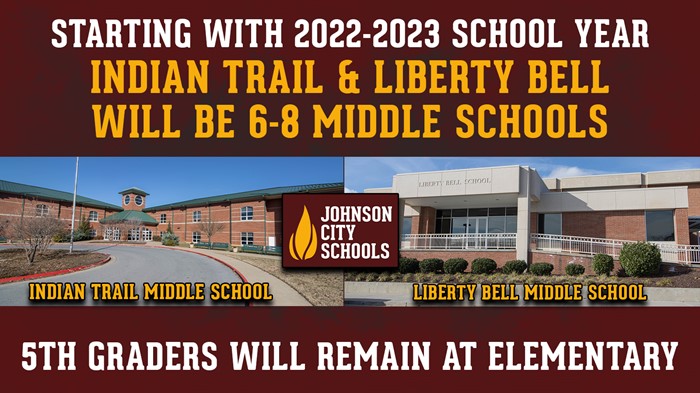 STARTING WITH 2022-2023 SCHOOL YEAR
INDIAN TRAIL & LIBERTY BELL
WILL BE 6-8 MIDDLE SCHOOLS
LIBERTY BELL SCHOOL
JOHNSON
CITY
SCHOOLS
INDIAN TRAIL MIDDLE SCHOOL
LIBERTY BELL MIDDLE SCHOOL
5TH GRADERS WILL REMAIN AT ELEMENTARY